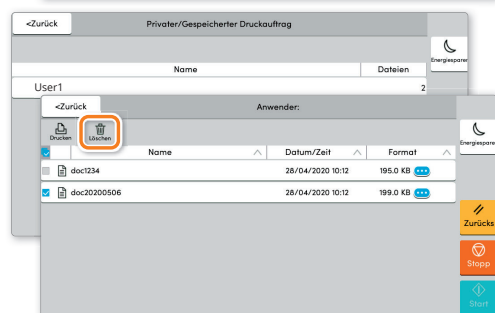 <Zurück Privater/Gespeicherter Druckauftrag
Energiesparer
Name Dateien
User1 2
<Zurück Anwender:
Drucken Löschen
Energiespare
Name Datum/Zeit Format
doc1234 28/04/2020 10:12 195.0 KB
doc20200506 28/04/2020 10:12 199.0 KB
Zurücks
Stopp
Start